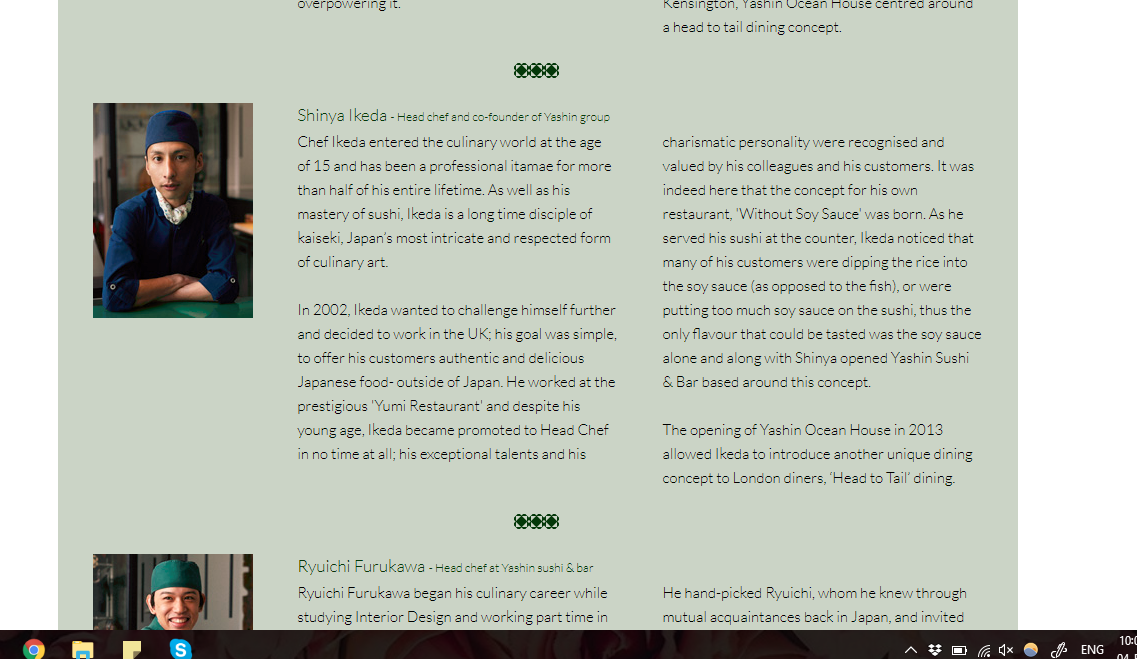 overpowering it.
Kensington, Yashin Ocean House centred around
a head to tail dining concept.
Shinya Ikeda - Head chef and co-founder of Yashin group
Chef Ikeda entered the culinary world at the age
of 15 and has been a professional itamae for more
than half of his entire lifetime. As well as his
mastery of sushi, Ikeda is a long time disciple of
kaiseki, Japan’s most intricate and respected form
of culinary art.
In 2002, Ikeda wanted to challenge himself further
and decided to work in the UK; his goal was simple,
to offer his customers authentic and delicious
Japanese food- outside of Japan. He worked at the
prestigious 'Yumi Restaurant' and despite his
young age, Ikeda became promoted to Head Chef
in no time at all; his exceptional talents and his
charismatic personality were recognised and
valued by his colleagues and his customers. It was
indeed here that the concept for his own
restaurant, 'Without Soy Sauce' was born. As he
served his sushi at the counter, Ikeda noticed that
many of his customers were dipping the rice into
the soy sauce (as opposed to the fish), or were
putting too much soy sauce on the sushi, thus the
only flavour that could be tasted was the soy sauce
alone and along with Shinya opened Yashin Sushi
& Bar based around this concept.
The opening of Yashin Ocean House in 2013
allowed Ikeda to introduce another unique dining
concept to London diners, ‘Head to Tail’ dining.
Ryuichi Furukawa - Head chef at Yashin sushi & bar
Ryuichi Furukawa began his culinary career while
studying Interior Design and working part time in
He hand-picked Ryuichi, whom he knew through
mutual acquaintances back in Japan, and invited
ENG